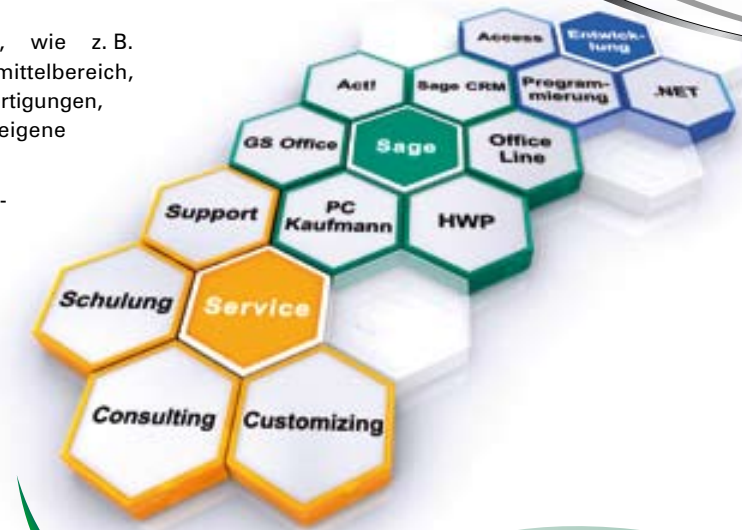 , wie z. B.
mittelbereich,
rtigungen,
eigene
-
Access
Entwick-
lung
Act!
Sage CRM
Program-
mierung
.NET
GS Office
Sage
Office
Line
Support
PC
Kaufmann
HWP
Schulung
Service
Consulting
Customizing